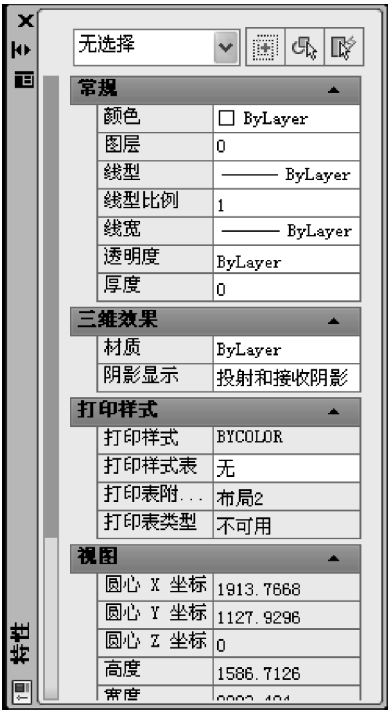 无选择
常规
颜色 ByLayer
图层 0
线型 ByLayer
线型比例 1
线宽 ByLayer
透明度 ByLayer
厚度 0
三维效果
材质 ByLayer
阴影显示 投射和接收阴影
打印样式
打印样式 BYCOLOR
打印样式表 无
打印表附... 布局2
打印表类型 不可用
视图
圆心 X 坐标 1913.7668
圆心 Y 坐标 1127.9296
圆心 Z 坐标 0
高度 1586.7126
宽度
特性